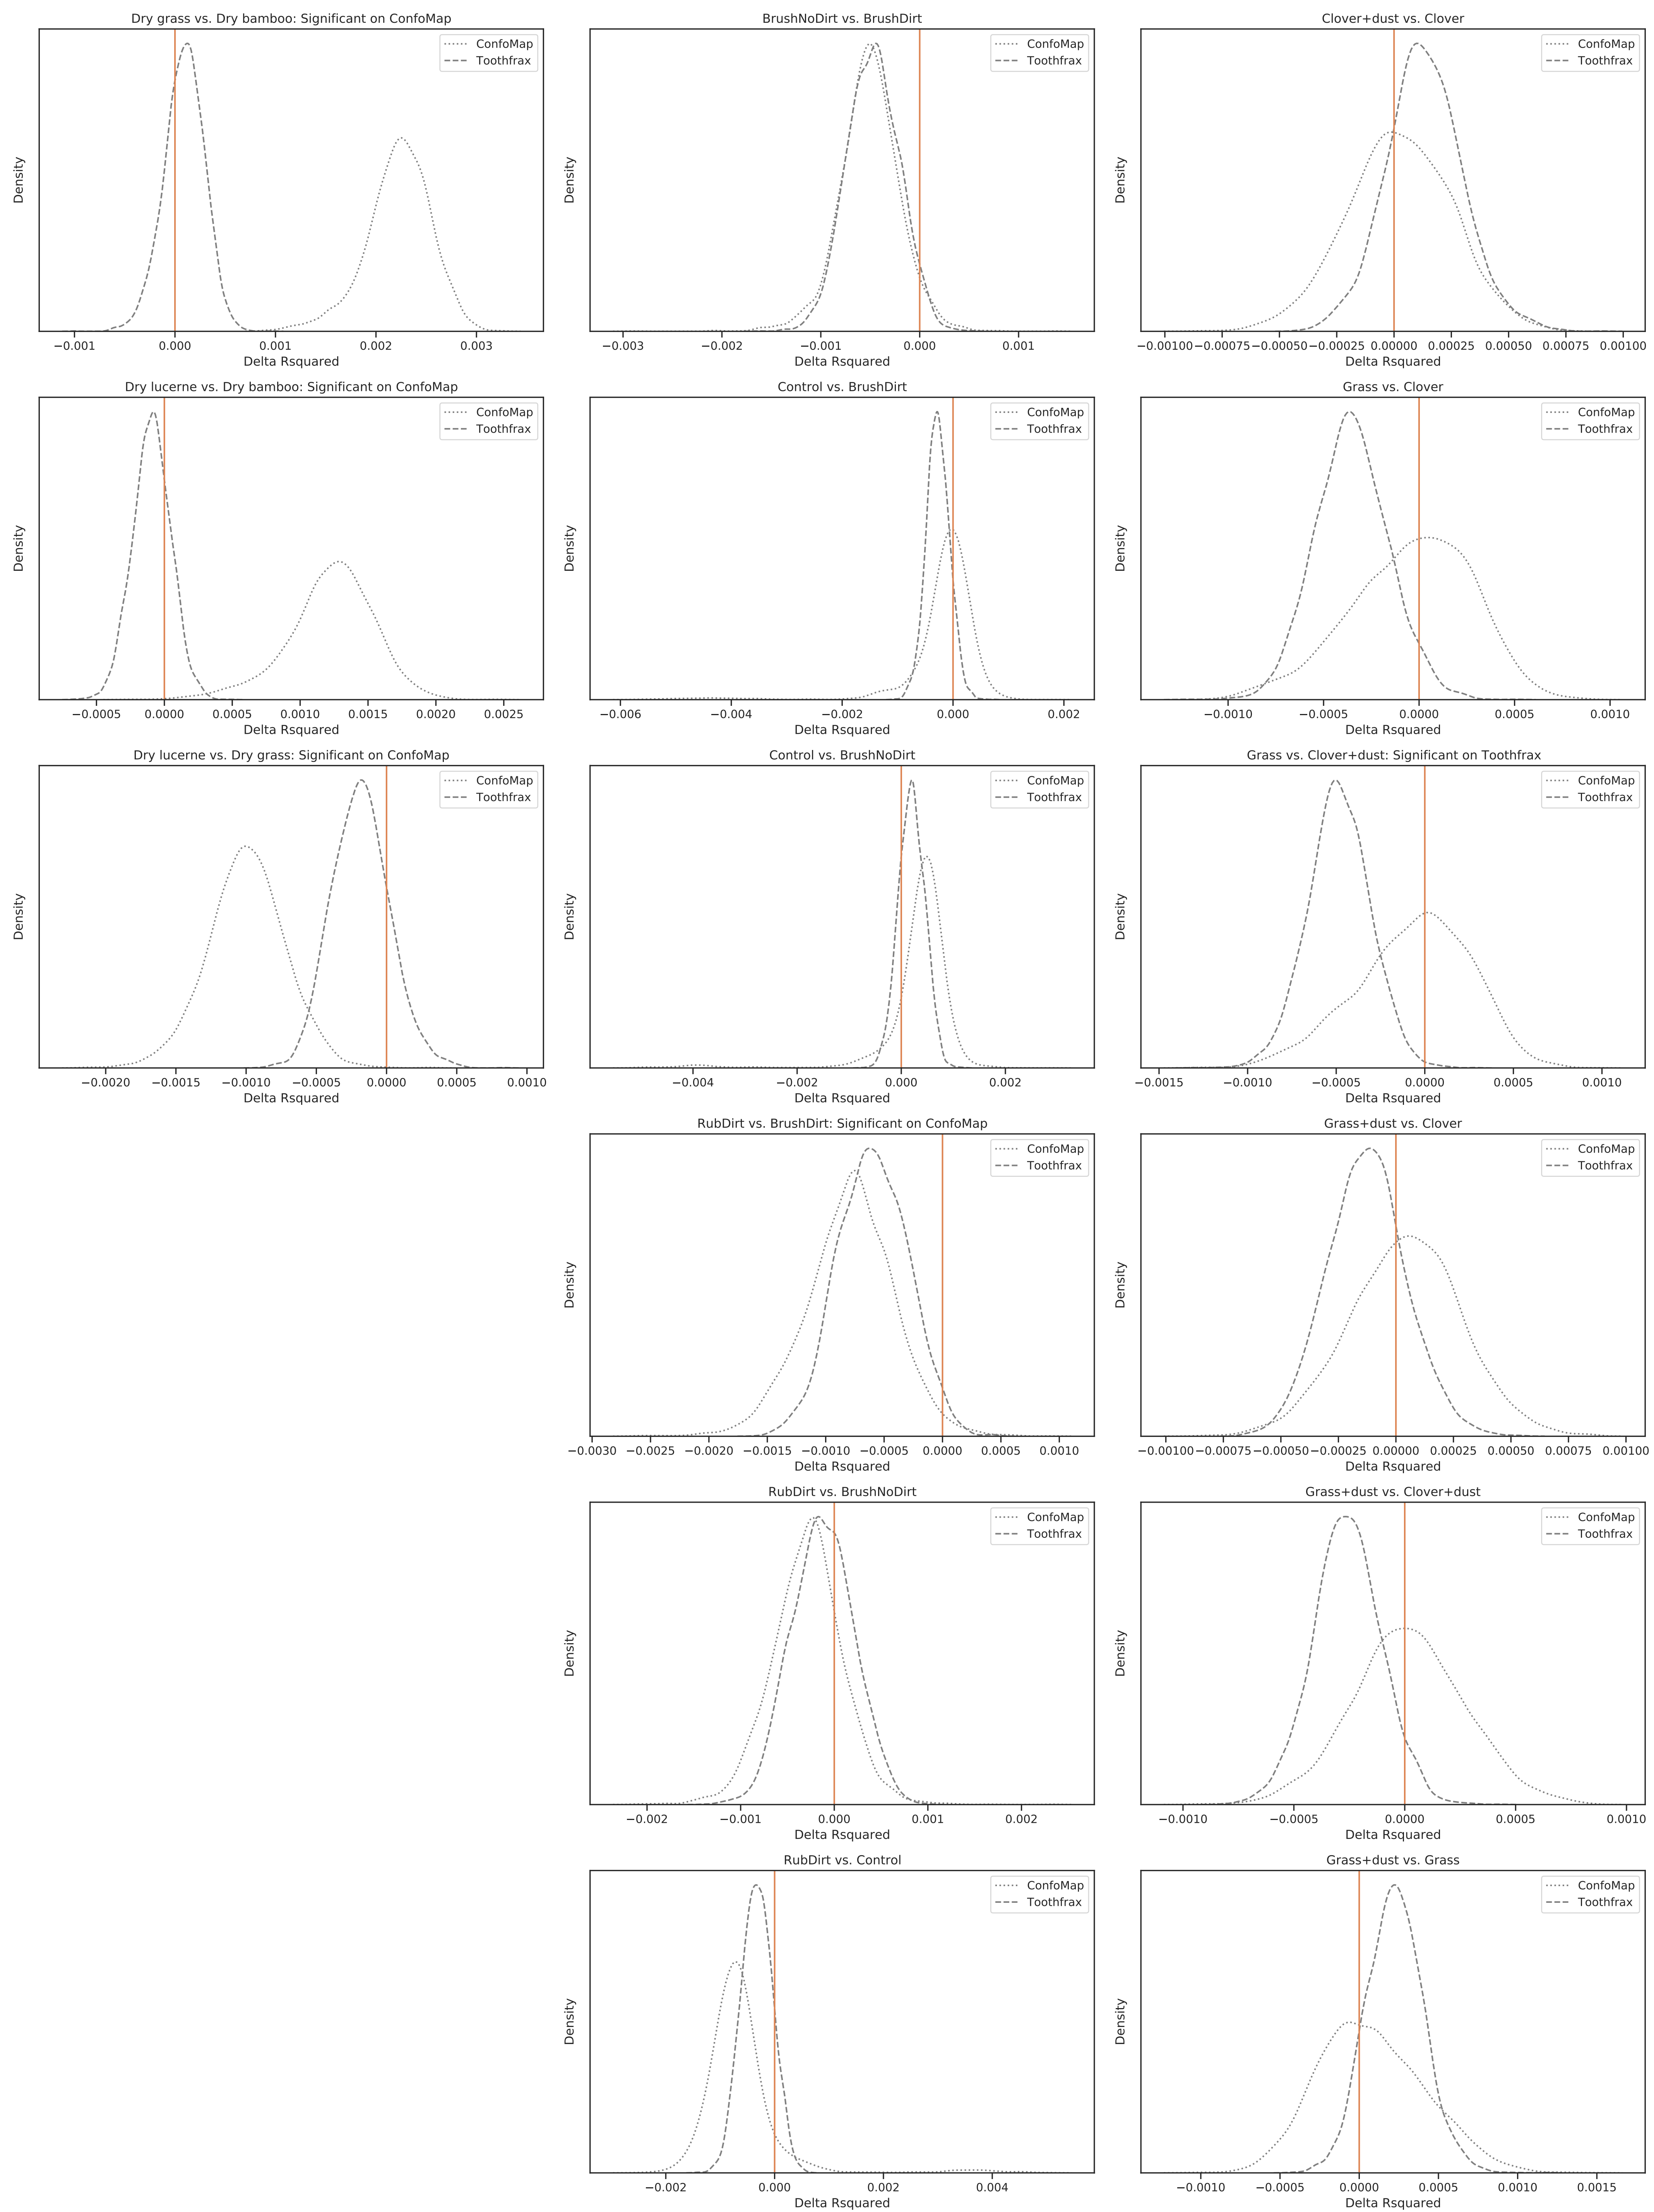 Dry grass vs. Dry bamboo: Significant on ConfoMap
ConfoMap
Toothfrax
Density
−0.001 0.000 0.001 0.002 0.003
Delta Rsquared
BrushNoDirt vs. BrushDirt
ConfoMap
Toothfrax
Density
−0.003 −0.002 −0.001 0.000 0.001
Delta Rsquared
Clover+dust vs. Clover
ConfoMap
Toothfrax
Density
−0.00100 −0.00075 −0.00050 −0.00025 0.00000 0.00025 0.00050 0.00075 0.00100
Delta Rsquared
Dry lucerne vs. Dry bamboo: Significant on ConfoMap
ConfoMap
Toothfrax
Density
−0.0005 0.0000 0.0005 0.0010 0.0015 0.0020 0.0025
Delta Rsquared
Control vs. BrushDirt
ConfoMap
Toothfrax
Density
−0.006 −0.004 −0.002 0.000 0.002
Delta Rsquared
Grass vs. Clover
ConfoMap
Toothfrax
Density
−0.0010 −0.0005 0.0000 0.0005 0.0010
Delta Rsquared
Dry lucerne vs. Dry grass: Significant on ConfoMap
ConfoMap
Toothfrax
Density
−0.0020 −0.0015 −0.0010 −0.0005 0.0000 0.0005 0.0010
Delta Rsquared
Control vs. BrushNoDirt
ConfoMap
Toothfrax
Density
−0.004 −0.002 0.000 0.002
Delta Rsquared
Grass vs. Clover+dust: Significant on Toothfrax
ConfoMap
Toothfrax
Density
−0.0015 −0.0010 −0.0005 0.0000 0.0005 0.0010
Delta Rsquared
RubDirt vs. BrushDirt: Significant on ConfoMap
ConfoMap
Toothfrax
Density
−0.0030 −0.0025 −0.0020 −0.0015 −0.0010 −0.0005 0.0000 0.0005 0.0010
Delta Rsquared
Grass+dust vs. Clover
ConfoMap
Toothfrax
Density
−0.00100 −0.00075 −0.00050 −0.00025 0.00000 0.00025 0.00050 0.00075 0.00100
Delta Rsquared
RubDirt vs. BrushNoDirt
ConfoMap
Toothfrax
Density
−0.002 −0.001 0.000 0.001 0.002
Delta Rsquared
Grass+dust vs. Clover+dust
ConfoMap
Toothfrax
Density
−0.0010 −0.0005 0.0000 0.0005 0.0010
Delta Rsquared
RubDirt vs. Control
ConfoMap
Toothfrax
Density
−0.002 0.000 0.002 0.004
Delta Rsquared
Grass+dust vs. Grass
ConfoMap
Toothfrax
Density
−0.0010 −0.0005 0.0000 0.0005 0.0010 0.0015
Delta Rsquared